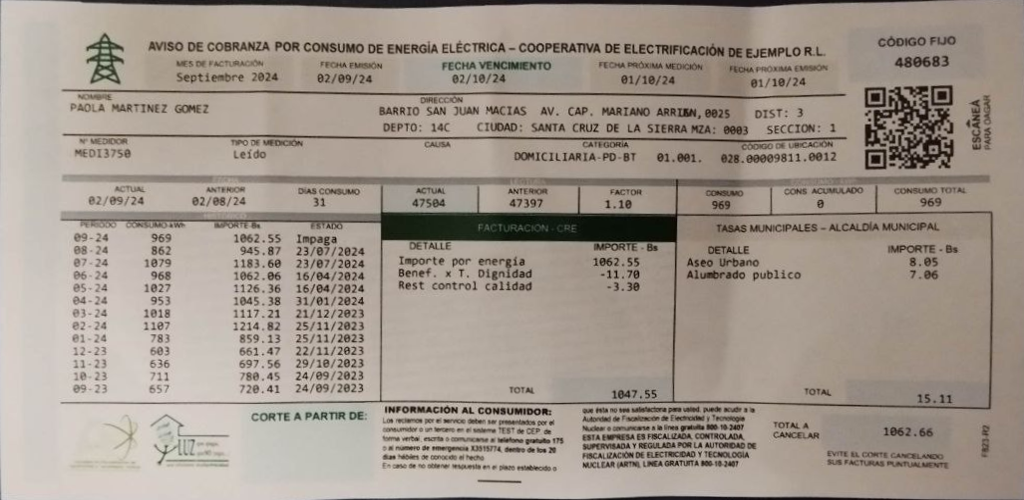 AVISO DE COBRANZA POR CONSUMO DE ENERGÍA ELÉCTRICA – COOPERATIVA DE ELECTRIFICACIÓN DE EJEMPLO R.L.
CÓDIGO FIJO
480683
MES DE FACTURACIÓN FECHA EMISIÓN FECHA VENCIMIENTO FECHA PRÓXIMA MEDICIÓN FECHA PRÓXIMA EMISIÓN
Septiembre 2024 02/09/24 02/10/24 01/10/24 01/10/24
NOMBRE DIRECCIÓN
PAOLA MARTINEZ GOMEZ BARRIO SAN JUAN MACIAS AV. CAP. MARIANO 0025 DIST: 3
DEPTO: 14C CIUDAD: SANTA CRUZ DE LA SIERRA MZA: 0003 SECCION: 1
ESCANÉA
PARA PAGAR
N° MEDIDOR TIPO DE MEDICIÓN CAUSA CATEGORÍA CÓDIGO DE UBICACIÓN
MEDI3750 Leído DOMICILIARIA-PD-BT 01.001. 028.00009811.0012
FECHA
ACTUAL ANTERIOR DÍAS CONSUMO ACTUAL ANTERIOR FACTOR CONSUMO CONS ACUMULADO CONSUMO TOTAL
02/09/24 02/08/24 31 47504 47397 1.10 969 0 969
HISTÓRICO
PERIODO CONSUMO-kWh IMPORTE-Bs ESTADO
09-24 969 1062.55 Impaga
08-24 862 945.87 23/07/2024
07-24 1079 1183.60 23/07/2024
06-24 968 1062.06 16/04/2024
05-24 1027 1126.36 16/04/2024
04-24 953 1045.38 31/01/2024
03-24 1018 1117.21 21/12/2023
02-24 1107 1214.82 25/11/2023
01-24 783 859.13 25/11/2023
12-23 603 661.47 22/11/2023
11-23 636 697.56 29/10/2023
10-23 711 780.45 24/09/2023
09-23 657 720.41 24/09/2023
FACTURACIÓN - CRE
DETALLE IMPORTE - Bs
Importe por energía 1062.55
Benef. x T. Dignidad -11.70
Rest control calidad -3.30
TOTAL 1047.55
TASAS MUNICIPALES – ALCALDÍA MUNICIPAL
DETALLE IMPORTE - Bs
Aseo Urbano 8.05
Alumbrado publico 7.06
TOTAL 15.11
LUZ
CORTE A PARTIR DE:
INFORMACIÓN AL CONSUMIDOR:
Los reclamos por el servicio deben ser presentados por el
consumidor o un tercero en el sistema TEST de CEP. de
forma verbal, escrita o comunicarse al teléfono gratuito 175
o al número de emergencia X3515774, dentro de los 20
días hábiles de conocido el hecho
En caso de no obtener respuesta en el plazo establecido o
que ésta no sea satisfactoria para usted, puede acudir a la
Autoridad de Fiscalización de Electricidad y Tecnología
Nuclear o comunicarse a la línea gratuita 800-10-2407
ESTA EMPRESA ES FISCALIZADA, CONTROLADA,
SUPERVISADA Y REGULADA POR LA AUTORIDAD DE
FISCALIZACIÓN DE ELECTRICIDAD Y TECNOLOGÍA
NUCLEAR (ARTN), LINEA GRATUITA 800-10-2407
TOTAL A
CANCELAR
1062.66
EVITE EL CORTE CANCELANDO
SUS FACTURAS PUNTUALMENTE